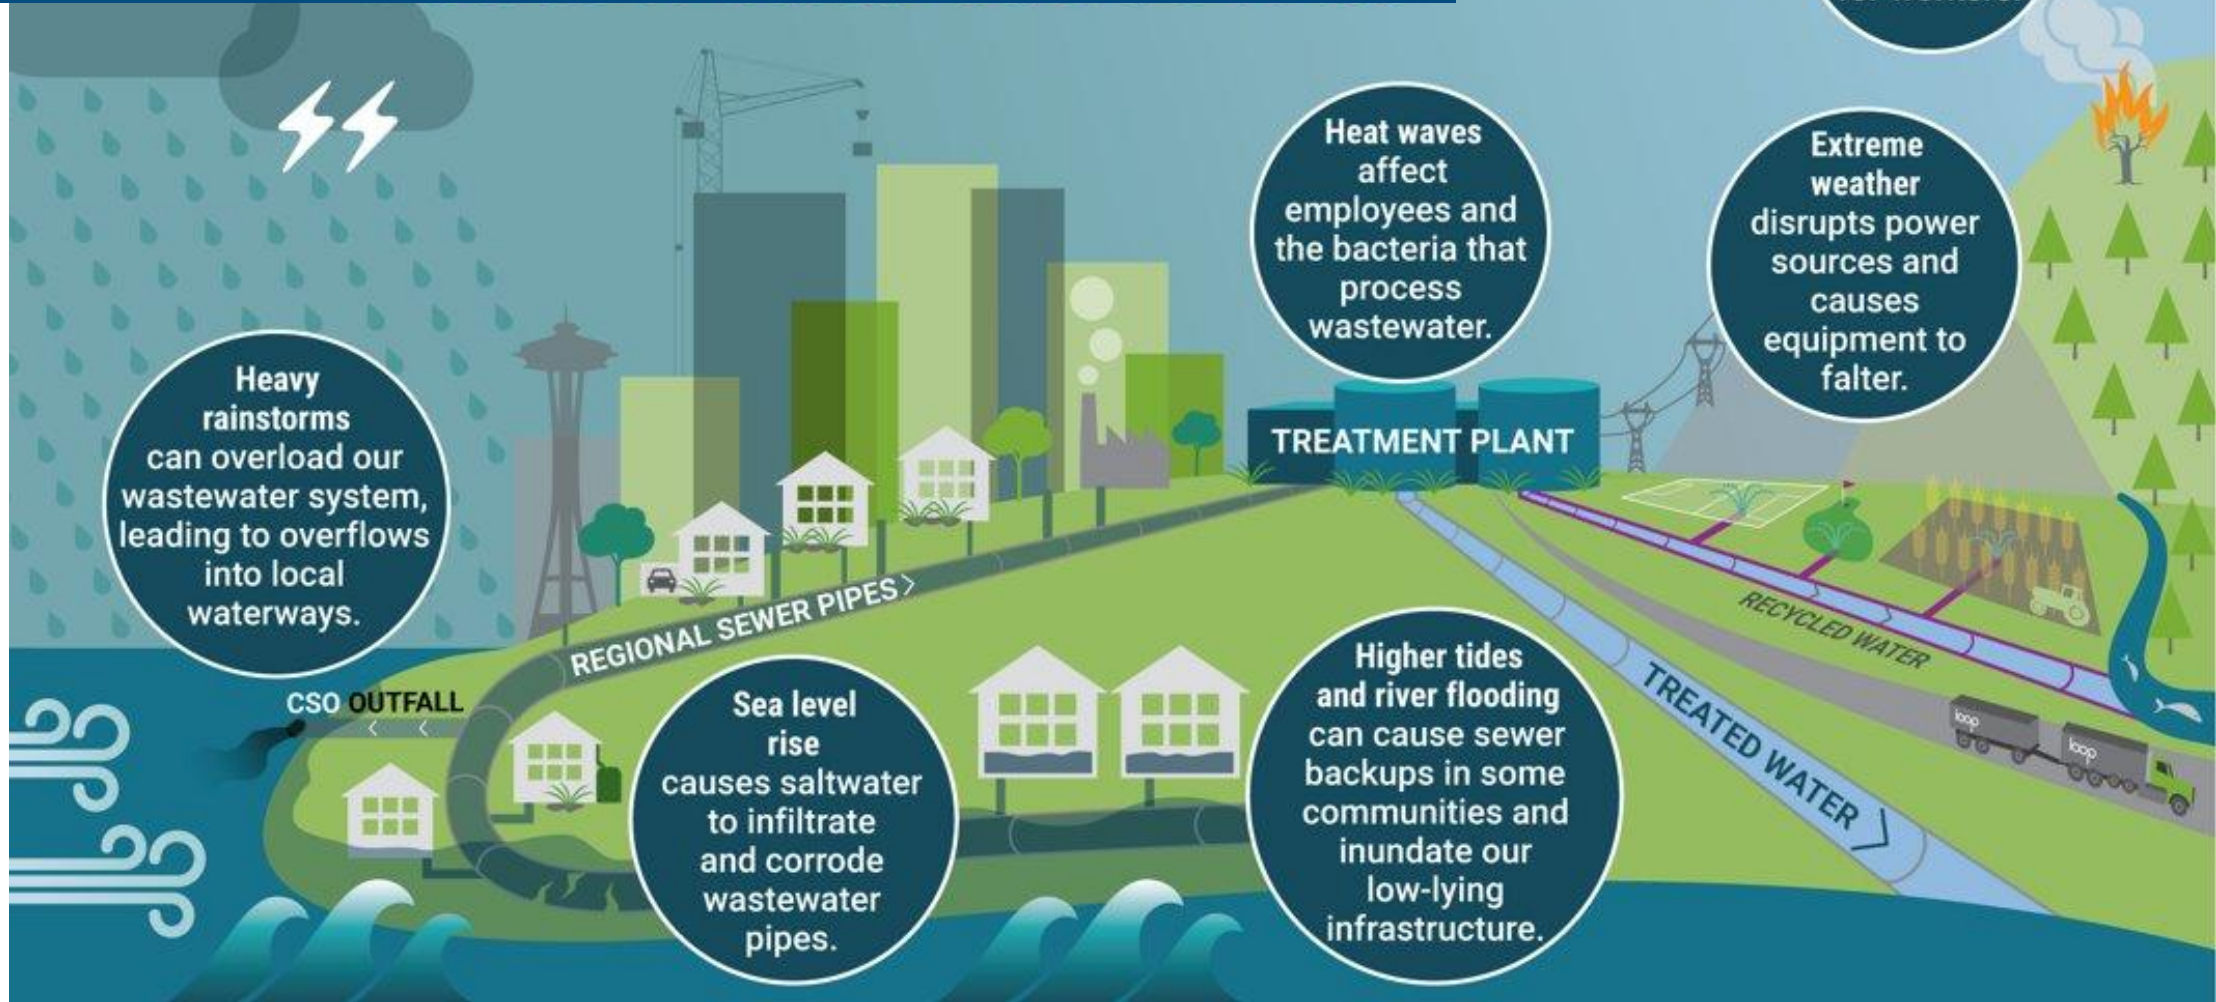 Heat waves
affect
employees and
the bacteria that
process
wastewater.
Extreme
weather
disrupts power
sources and
causes
equipment to
falter.
Heavy
rainstorms
can overload our
wastewater system,
leading to overflows
into local
waterways.
TREATMENT PLANT
REGIONAL SEWER PIPES
RECYCLED WATER
CSO OUTFALL
Sea level
rise
causes saltwater
to infiltrate
and corrode
wastewater
pipes.
Higher tides
and river flooding
can cause sewer
backups in some
communities and
inundate our
low-lying
infrastructure.
TREATED WATER
loop
loop